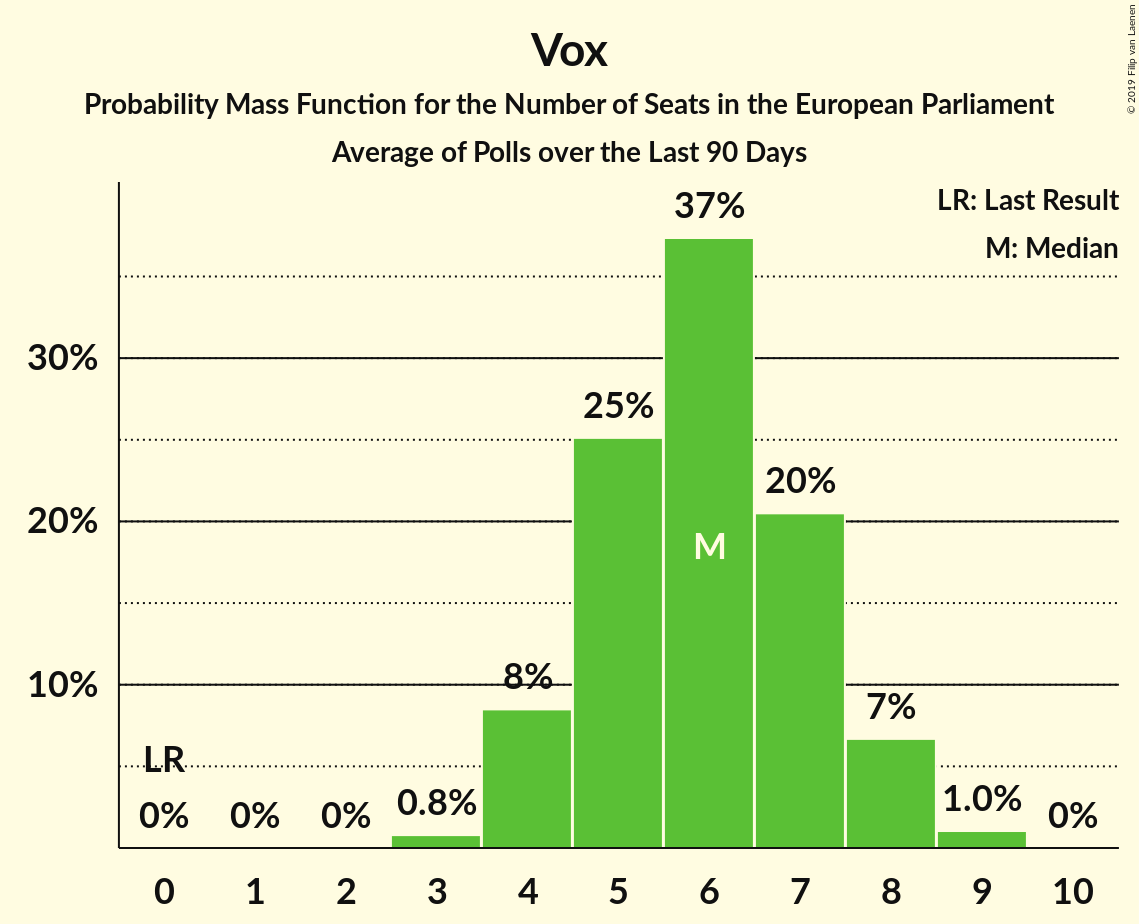 Vox
Probability Mass Function for the Number of Seats in the European Parliament
Average of Polls over the Last 90 Days
© 2019 Filip van Laenen
LR: Last Result
M: Median
37%
30%
25%
20%
20%
M
10%
8%
7%
LR
0% 0% 0% 0.8% 1.0% 0%
0 1 2 3 4 5 6 7 8 9 10